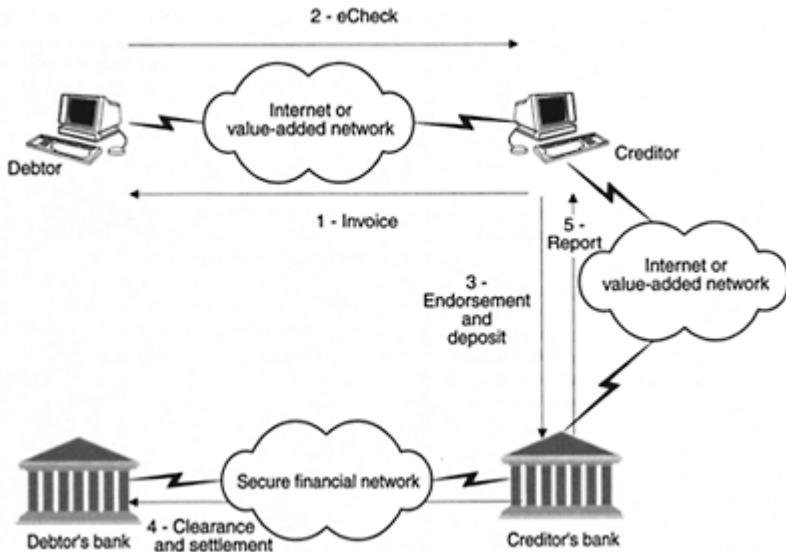 2 - eCheck
Internet or
value-added network
Debtor
Creditor
1 - Invoice
5 -
Report
3 -
Endorsement
and
deposit
Internet or
value-added network
Secure financial network
Debtor's bank
4 - Clearance
and settlement
Creditor's bank